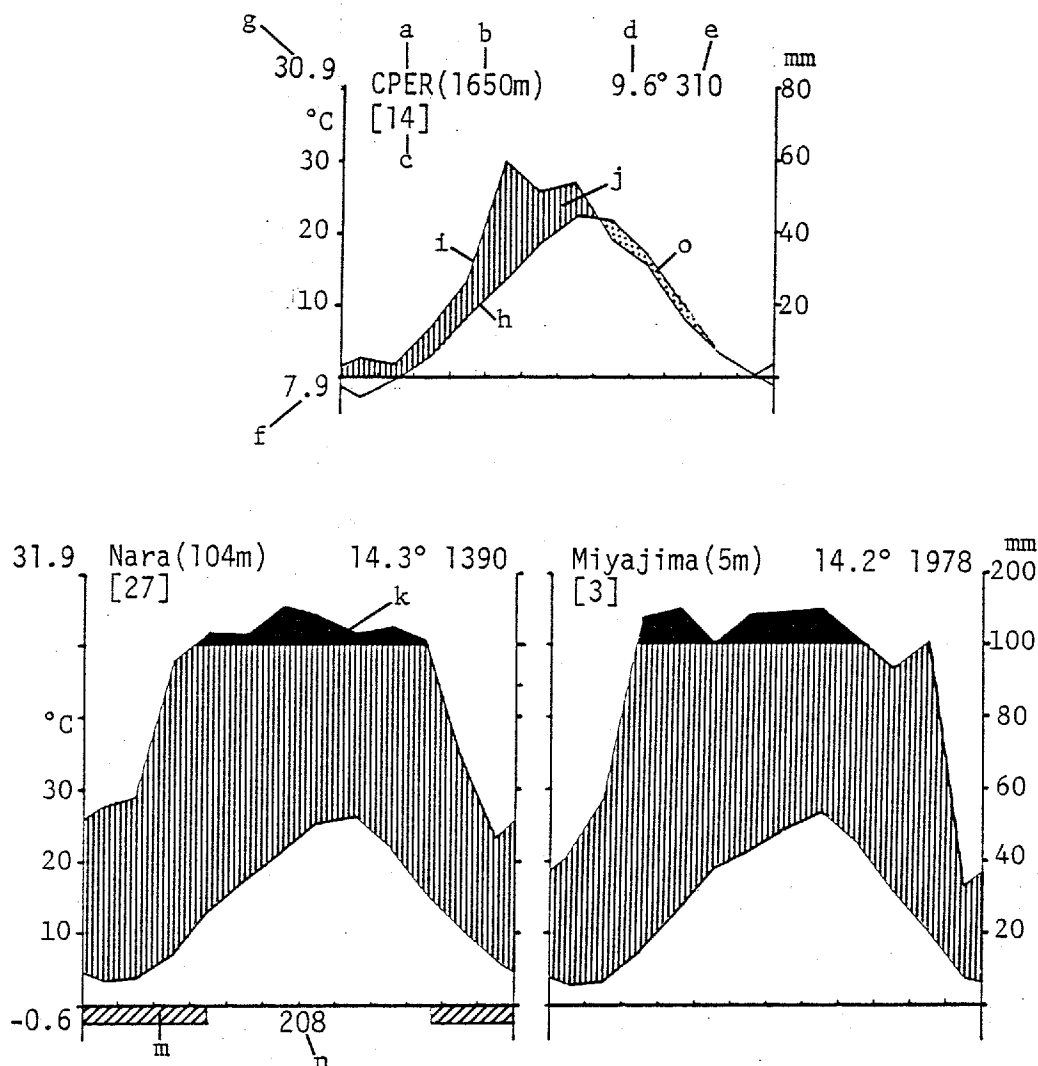 g a b d e
30.9 CPER(1650m) 9.6° 310 mm
80
°C [14]
c
30 60
j
20 40
i o
10 h 20
7.9
f
31.9 Nara(104m) 14.3° 1390 Miyajima(5m) 14.2° 1978 mm
[27] [3] 200
k
100
°C 80
30 60
20 40
10 20
-0.6 208
m n